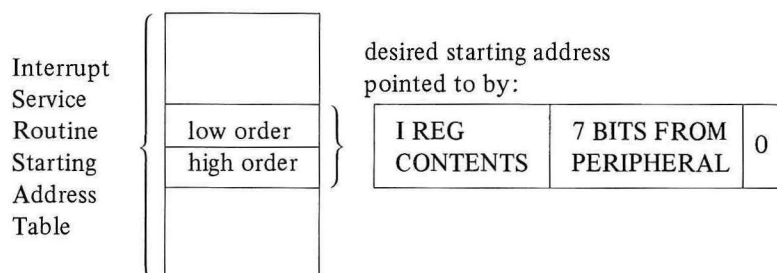 Interrupt
Service
Routine
Starting
Address
Table
low order
high order
desired starting address
pointed to by:
I REG
CONTENTS
7 BITS FROM
PERIPHERAL
0